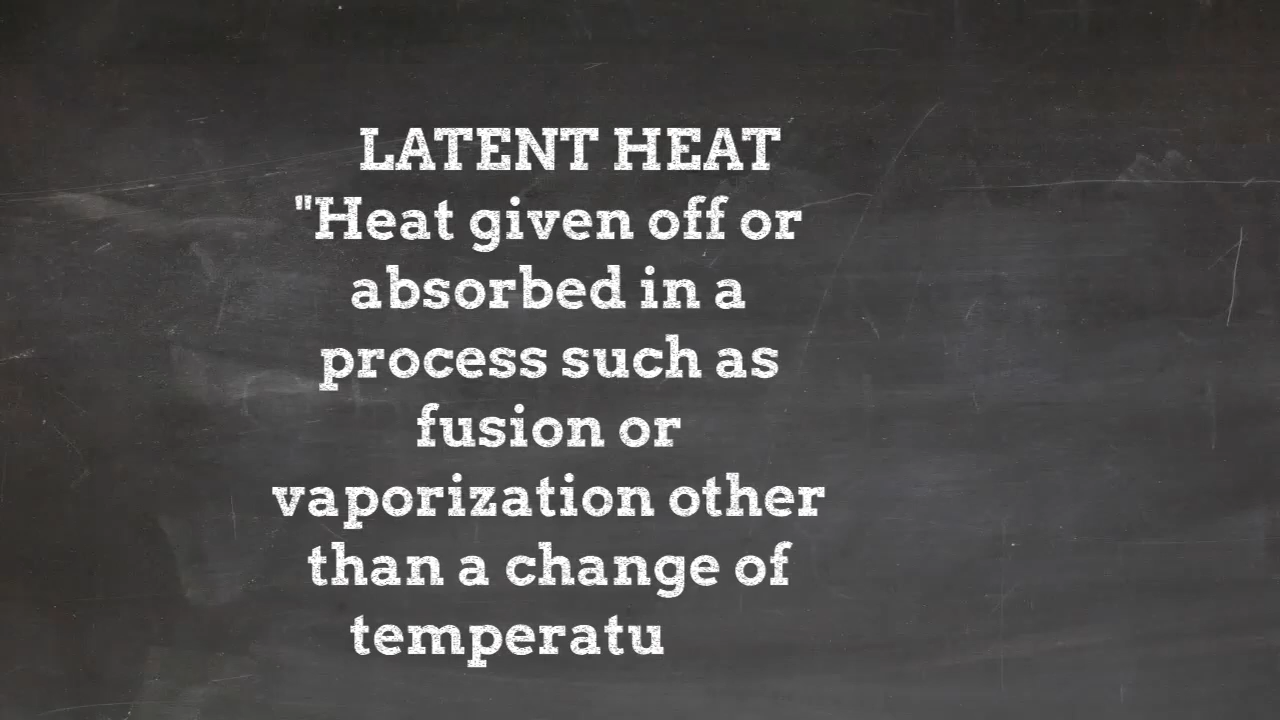 LATENT HEAT
"Heat given off or
absorbed in a
process such as
fusion or
vaporization other
than a change of
temperatu